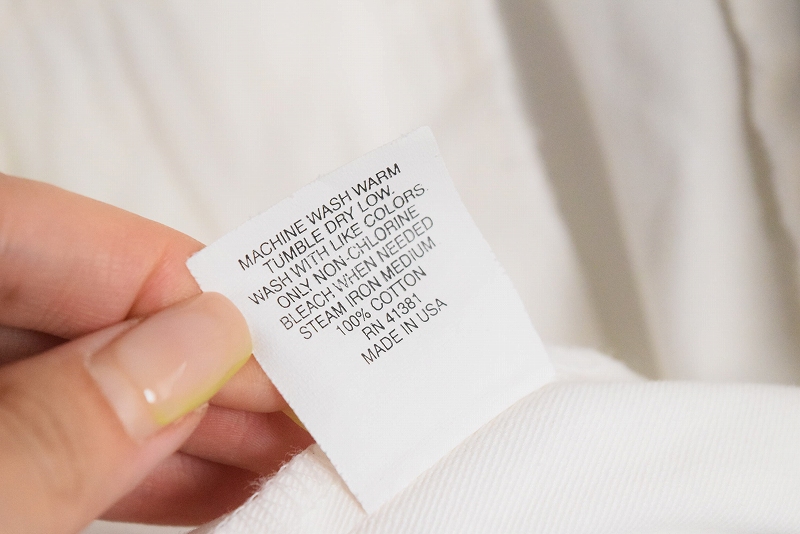 MACHINE WASH WARM
TUMBLE DRY LOW.
WASH WITH LIKE COLORS.
ONLY NON-CHLORINE
BLEACH WHEN NEEDED
STEAM IRON MEDIUM
100% COTTON
RN 41381
MADE IN USA